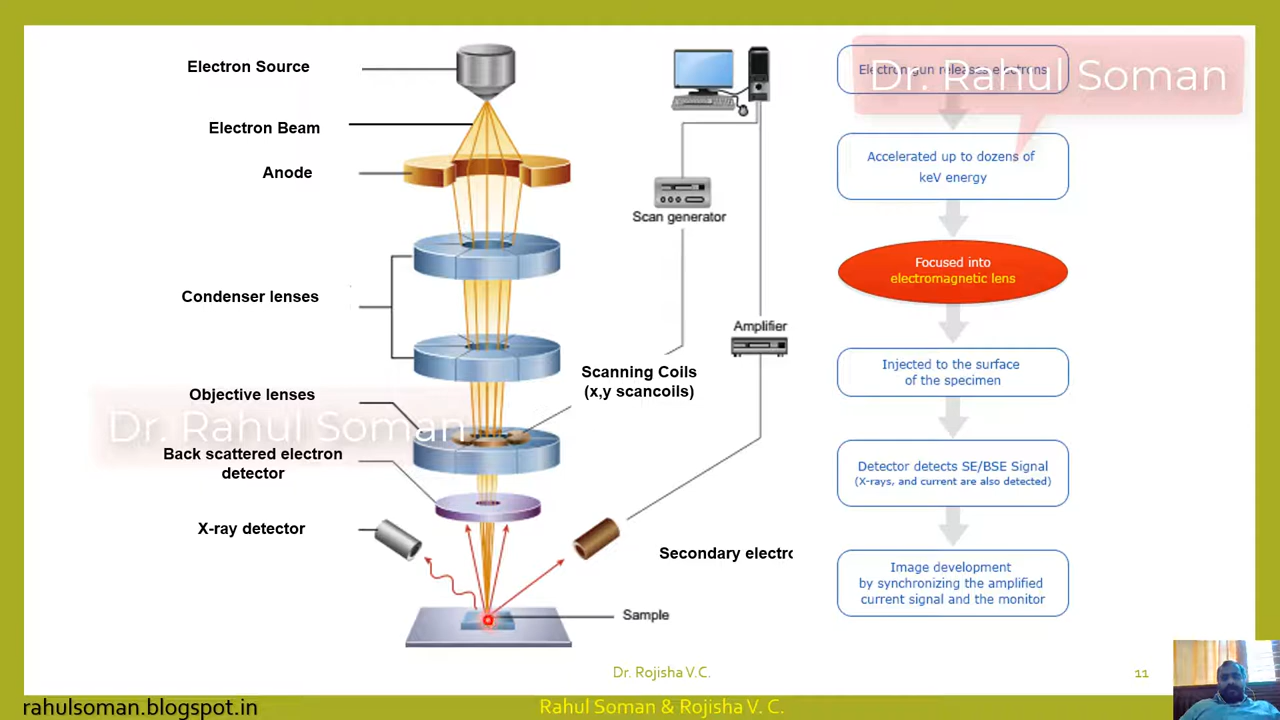 Electron Source
Electron Beam
Anode
Condenser lenses
Objective lenses
Dr. Rahul Soman
Back scattered electron
detector
X-ray detector
Scan generator
Amplifier
Scanning Coils
(x,y scancoils)
Secondary electro
Sample
Electron gun releases electrons
Dr. Rahul Soman
Accelerated up to dozens of
keV energy
Focused into
electromagnetic lens
Injected to the surface
of the specimen
Detector detects SE/BSE Signal
(X-rays, and current are also detected)
Image development
by synchronizing the amplified
current signal and the monitor
Dr. Rojisha V.C.
11
rahulsoman.blogspot.in
Rahul Soman & Rojisha V. C.